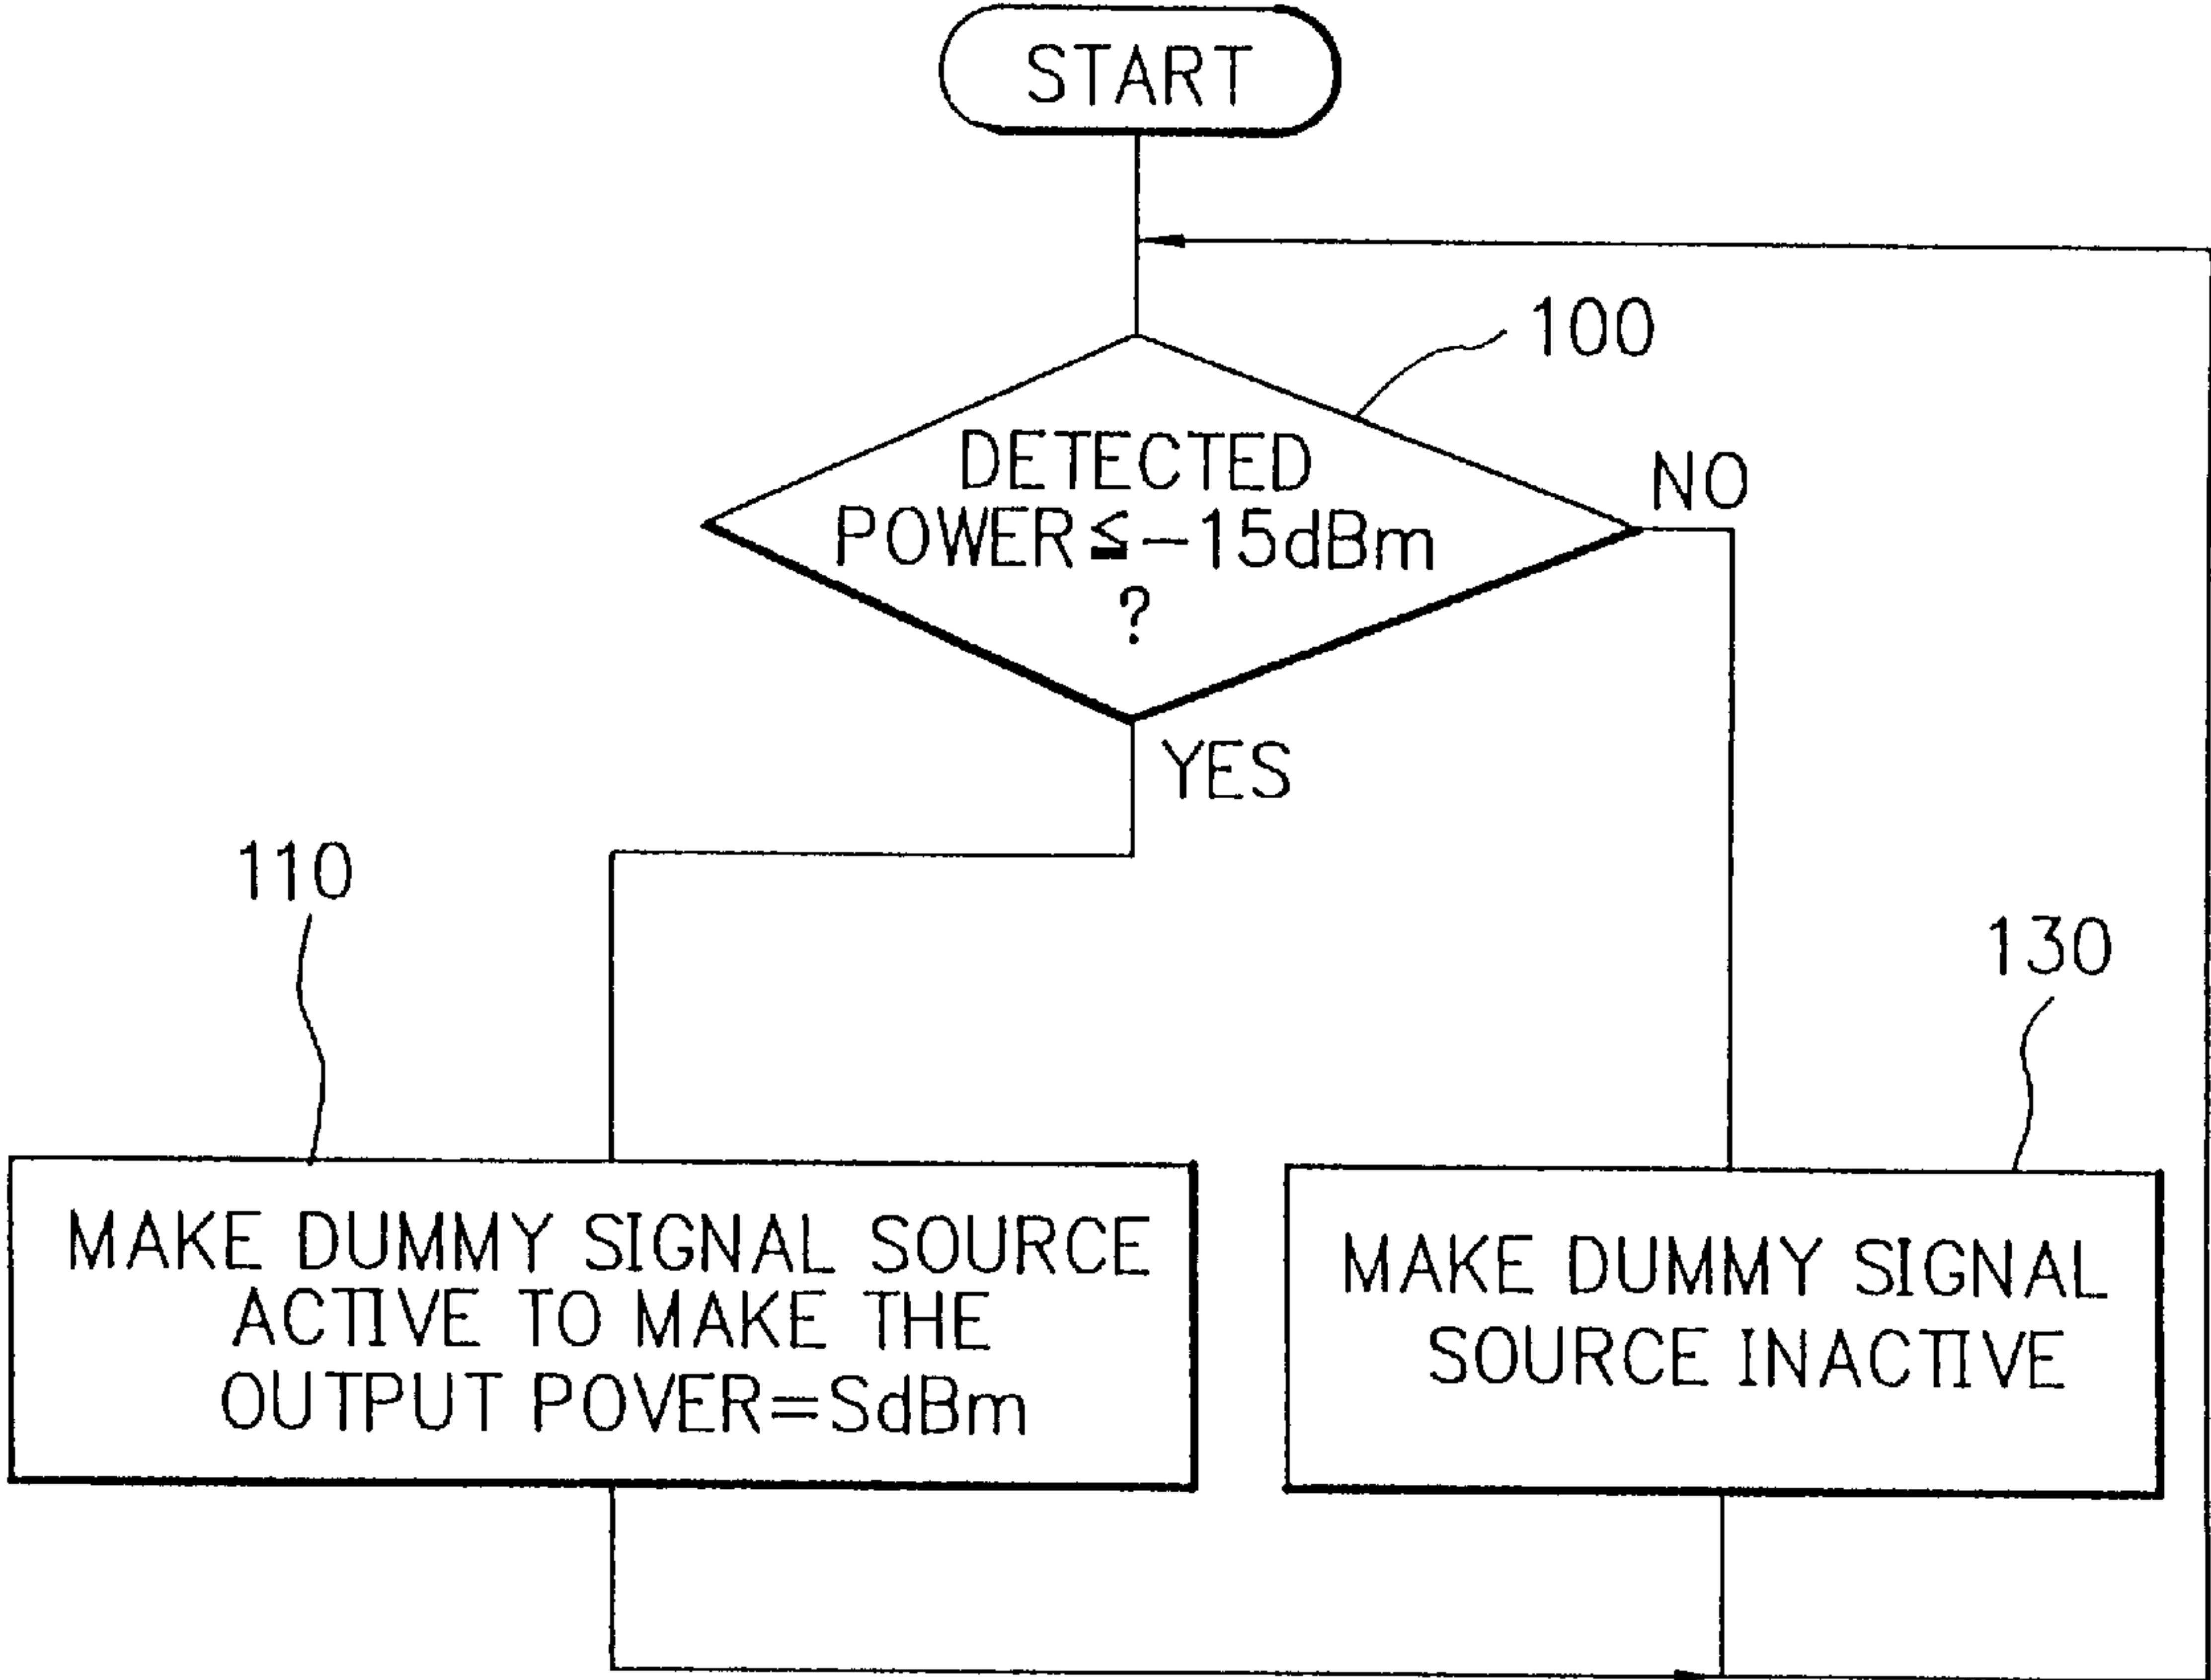 START
100
DETECTED
POWER≦−15dBm
?
NO
YES
110
130
MAKE DUMMY SIGNAL SOURCE
ACTIVE TO MAKE THE
OUTPUT POVER=SdBm
MAKE DUMMY SIGNAL
SOURCE INACTIVE